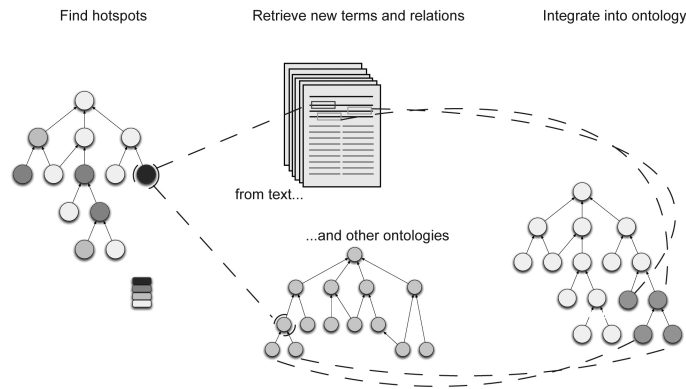 Find hotspots
Retrieve new terms and relations
Integrate into ontology
from text...
...and other ontologies